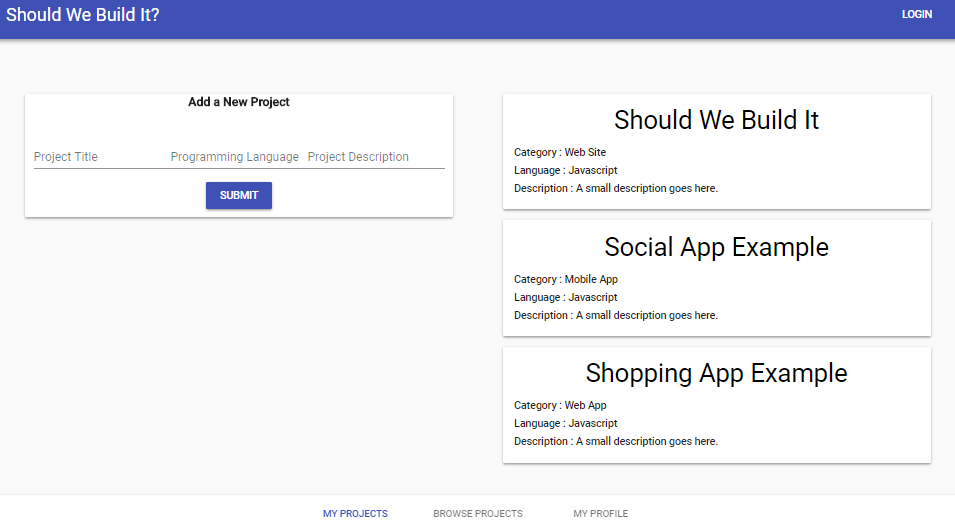 Should We Build It?
LOGIN
Add a New Project
Project Title
Programming Language
Project Description
SUBMIT
Should We Build It
Category : Web Site
Language : Javascript
Description : A small description goes here.
Social App Example
Category : Mobile App
Language : Javascript
Description : A small description goes here.
Shopping App Example
Category : Web App
Language : Javascript
Description : A small description goes here.
MY PROJECTS
BROWSE PROJECTS
MY PROFILE